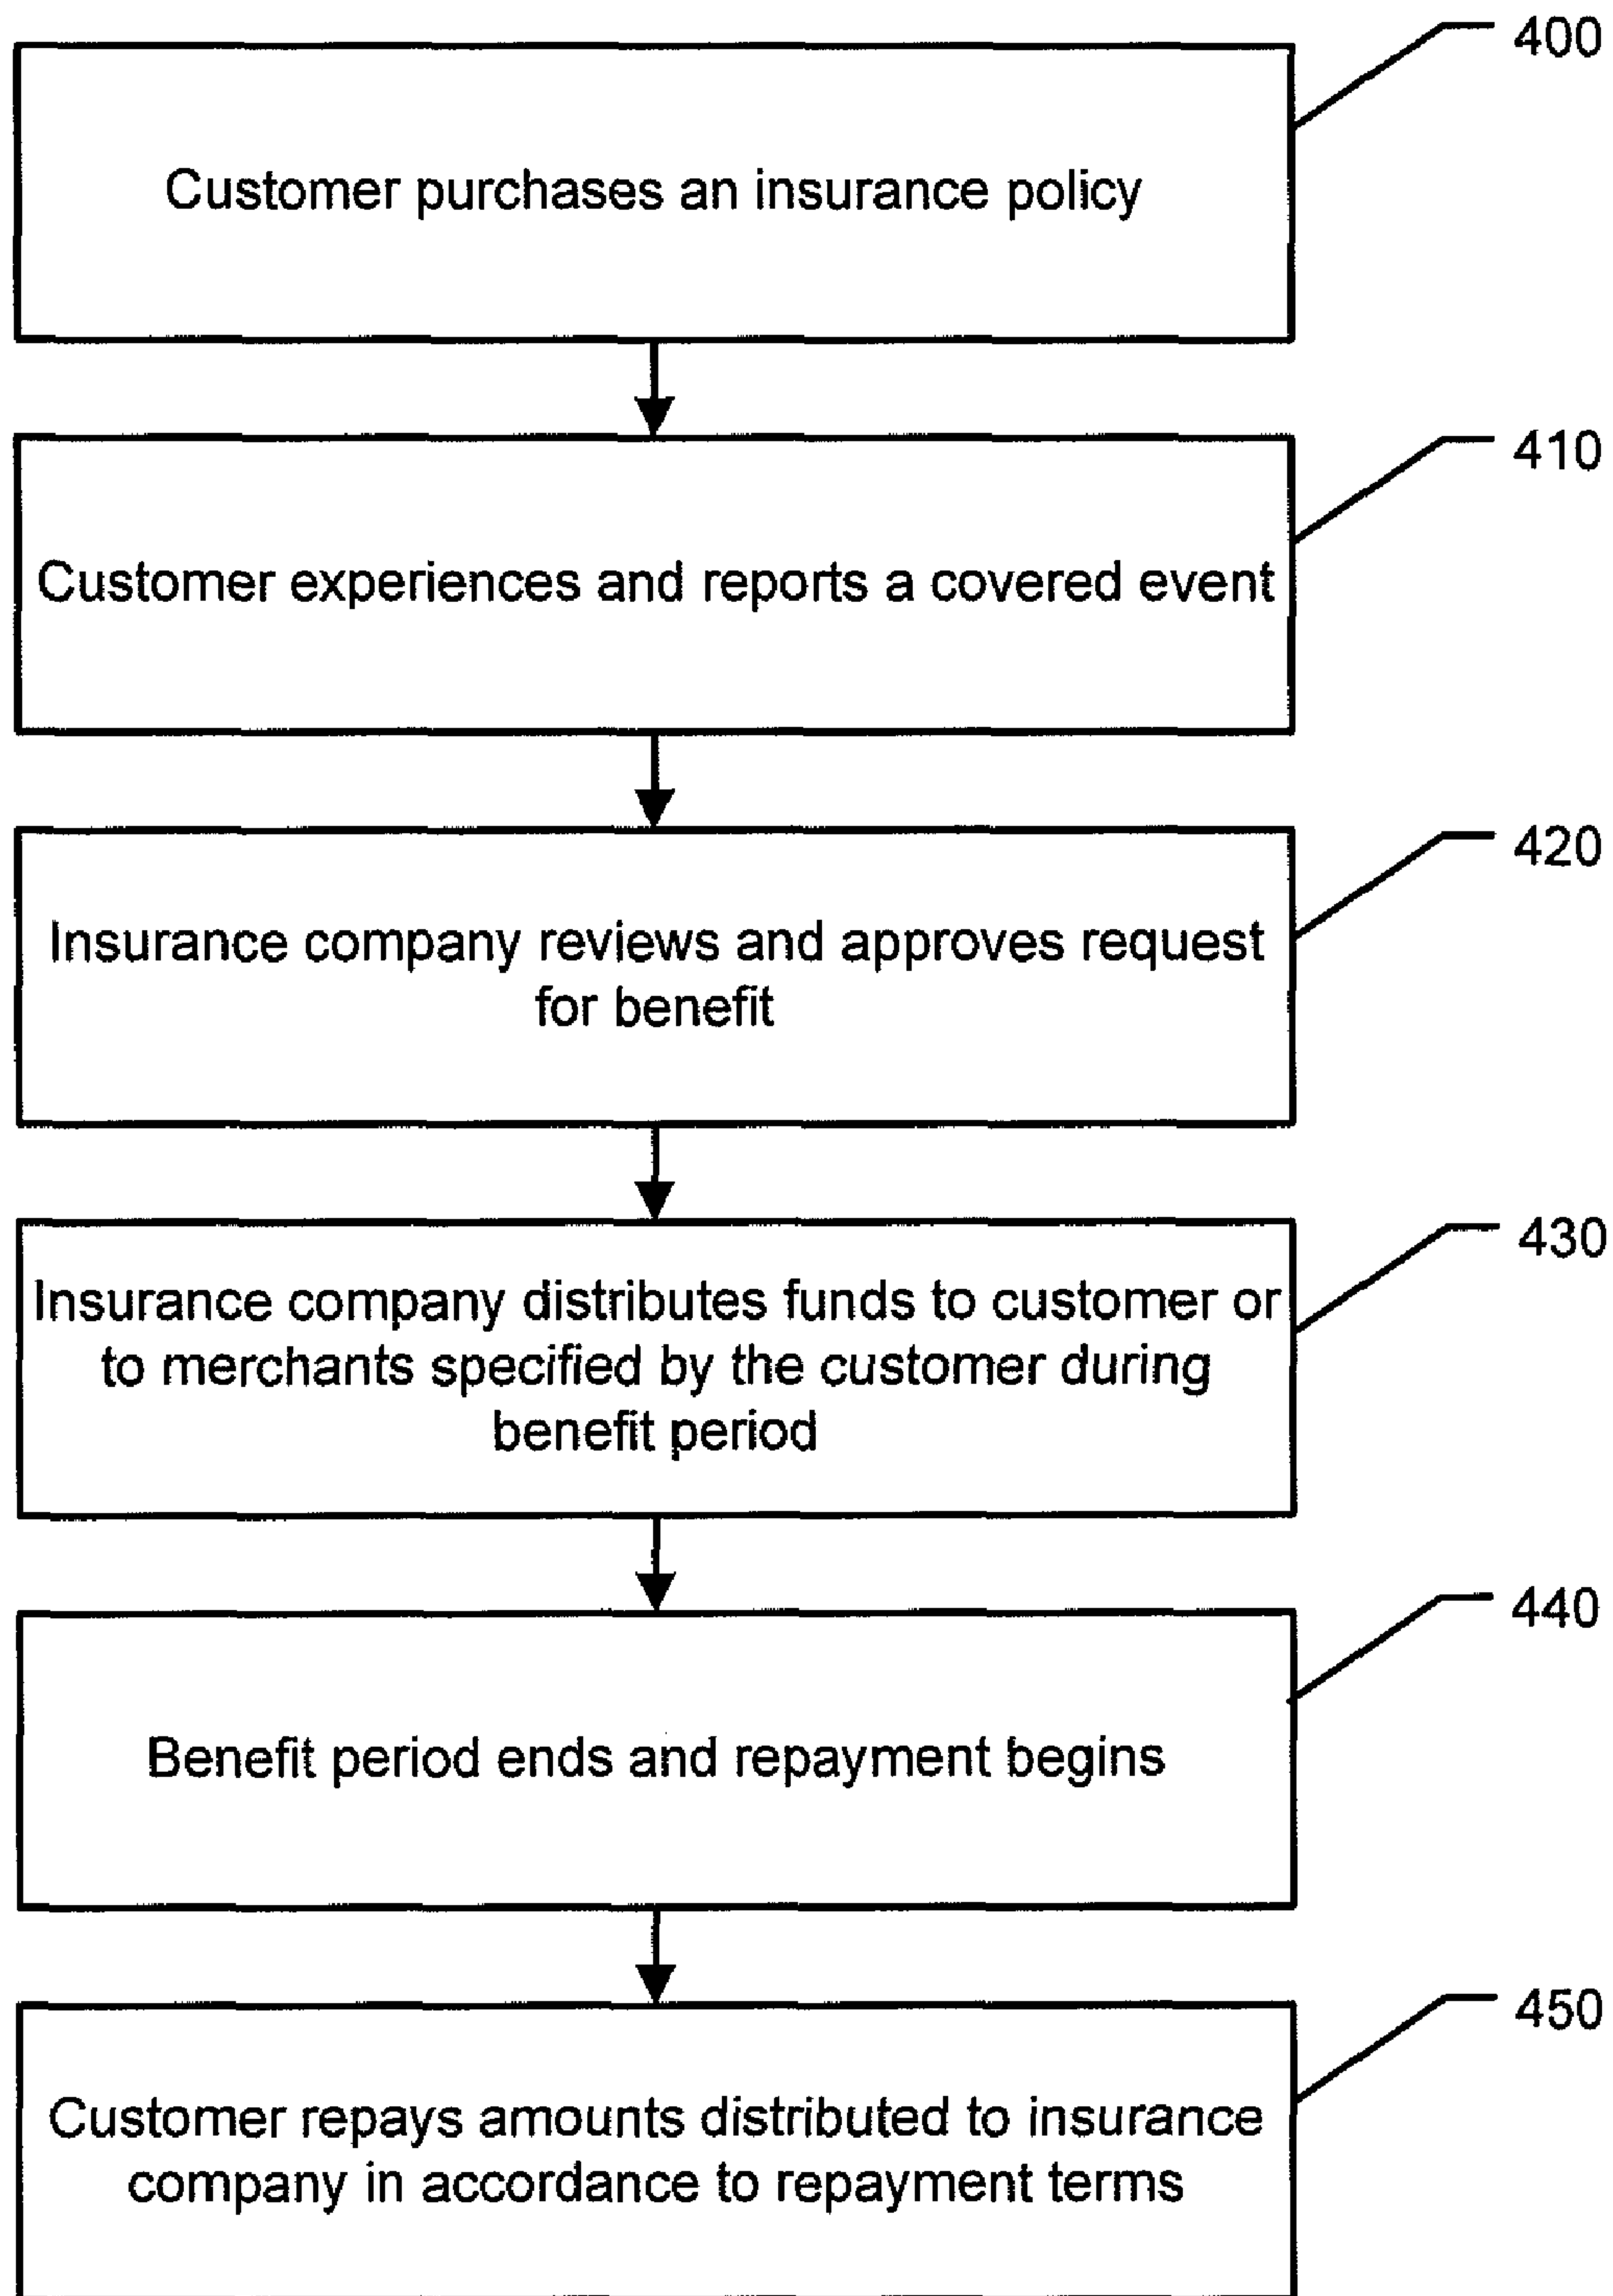 400
Customer purchases an insurance policy
410
Customer experiences and reports a covered event
420
Insurance company reviews and approves request
for benefit
430
Insurance company distributes funds to customer or
to merchants specified by the customer during
benefit period
440
Benefit period ends and repayment begins
450
Customer repays amounts distributed to insurance
company in accordance to repayment terms